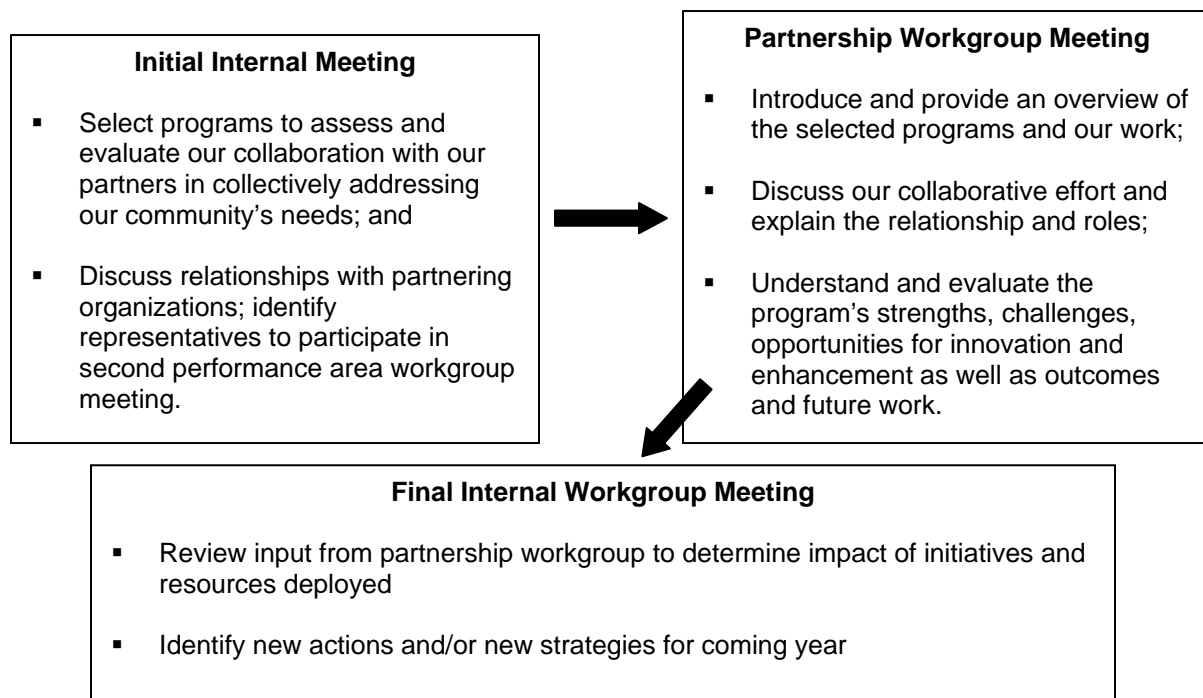 Initial Internal Meeting
▪ Select programs to assess and
evaluate our collaboration with our
partners in collectively addressing
our community’s needs; and
▪ Discuss relationships with partnering
organizations; identify
representatives to participate in
second performance area workgroup
meeting.
Partnership Workgroup Meeting
▪ Introduce and provide an overview of
the selected programs and our work;
▪ Discuss our collaborative effort and
explain the relationship and roles;
▪ Understand and evaluate the
program’s strengths, challenges,
opportunities for innovation and
enhancement as well as outcomes
and future work.
Final Internal Workgroup Meeting
▪ Review input from partnership workgroup to determine impact of initiatives and
resources deployed
▪ Identify new actions and/or new strategies for coming year